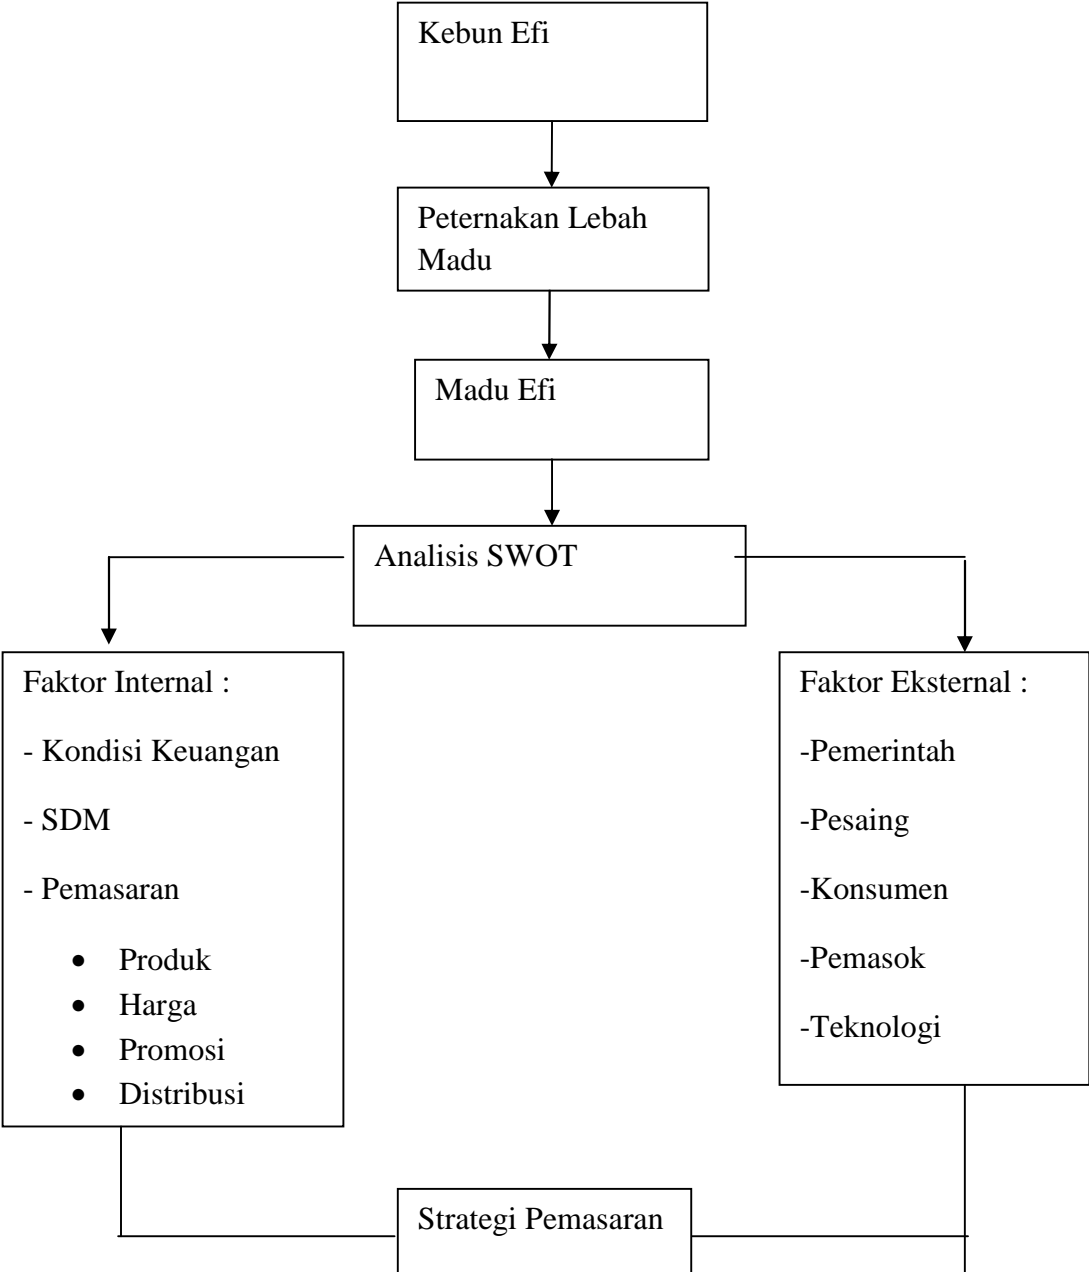 Kebun Efi
Peternakan Lebah
Madu
Madu Efi
Analisis SWOT
Faktor Internal :
- Kondisi Keuangan
- SDM
- Pemasaran
• Produk
• Harga
• Promosi
• Distribusi
Faktor Eksternal :
-Pemerintah
-Pesaing
-Konsumen
-Pemasok
-Teknologi
Strategi Pemasaran